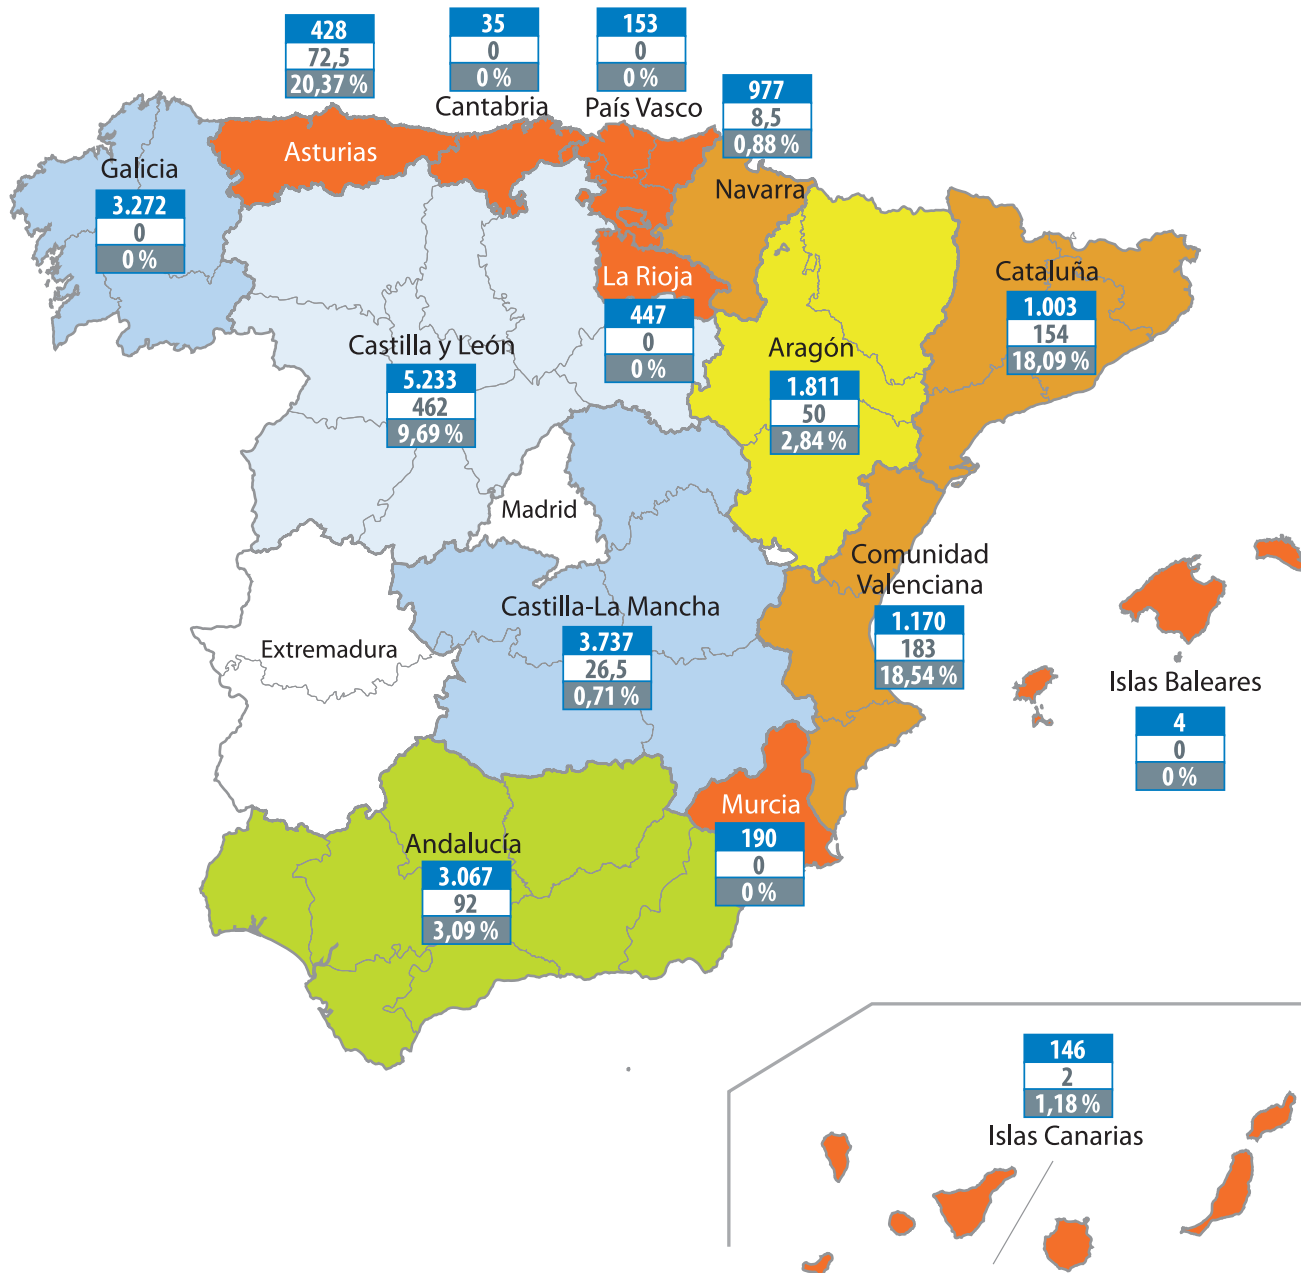 428
72,5
20,37 %
Asturias
35
0
0 %
Cantabria
153
0
0 %
País Vasco
977
8,5
0,88 %
Navarra
Galicia
3.272
0
0 %
La Rioja
447
0
0 %
Cataluña
1.003
154
18,09 %
Castilla y León
5.233
462
9,69 %
Aragón
1.811
50
2,84 %
Madrid
Comunidad
Valenciana
1.170
183
18,54 %
Castilla-La Mancha
3.737
26,5
0,71 %
Extremadura
Islas Baleares
4
0
0 %
Murcia
190
0
0 %
Andalucía
3.067
92
3,09 %
146
2
1,18 %
Islas Canarias